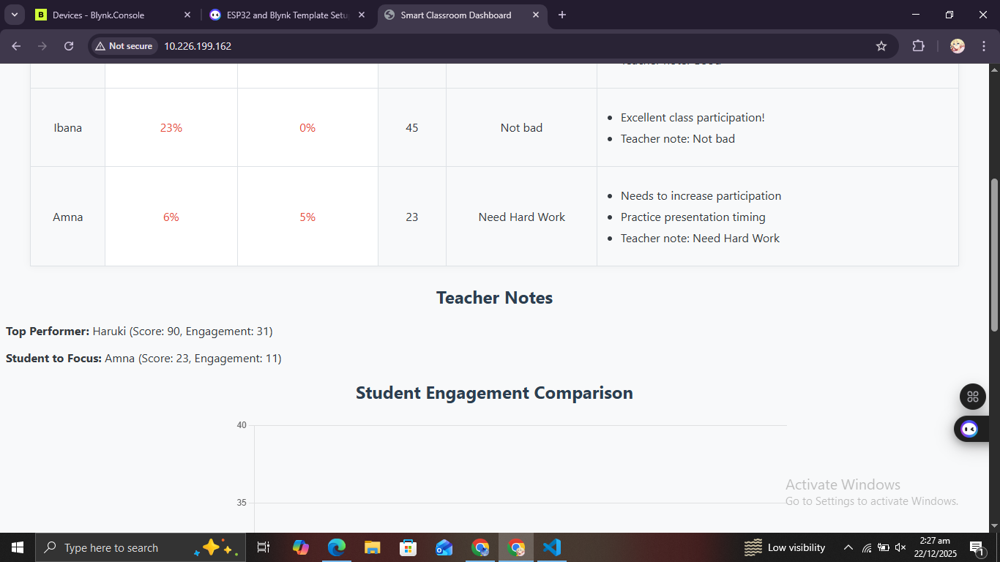 Devices - Blynk.Console
ESP32 and Blynk Template Setu
Smart Classroom Dashboard
Not secure
10.226.199.162
Ibana
23%
0%
45
Not bad
Excellent class participation!
Teacher note: Not bad
Amna
6%
5%
23
Need Hard Work
Needs to increase participation
Practice presentation timing
Teacher note: Need Hard Work
Teacher Notes
Top Performer: Haruki (Score: 90, Engagement: 31)
Student to Focus: Amna (Score: 23, Engagement: 11)
Student Engagement Comparison
40
35
Activate Windows
Go to Settings to activate Windows.
Type here to search
Low visibility
2:27 am
22/12/2025
1